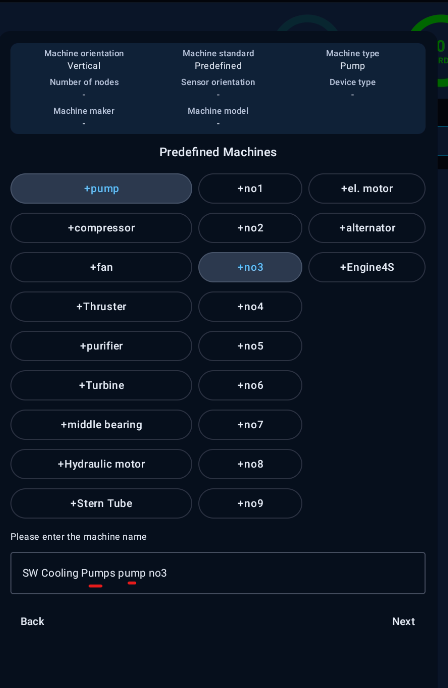 Machine orientation Machine standard Machine type
Vertical Predefined Pump
Number of nodes Sensor orientation Device type
- - -
Machine maker Machine model
- -
Predefined Machines
+pump +no1 +el. motor
+compressor +no2 +alternator
+fan +no3 +Engine4S
+Thruster +no4
+purifier +no5
+Turbine +no6
+middle bearing +no7
+Hydraulic motor +no8
+Stern Tube +no9
Please enter the machine name
SW Cooling Pumps pump no3
Back Next